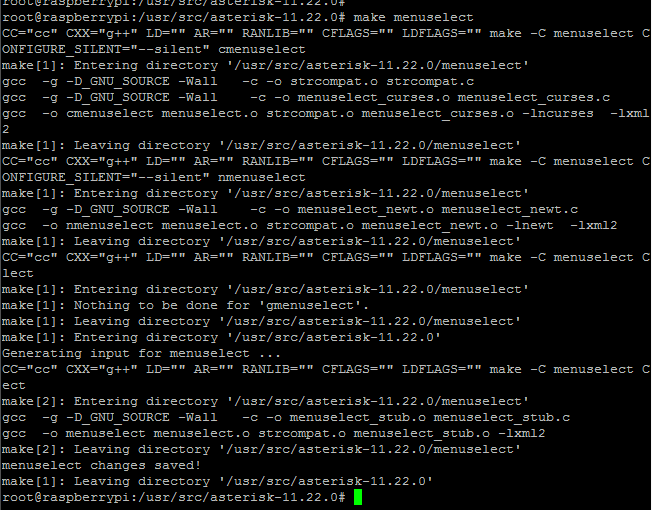 root@raspberrypi:/usr/src/asterisk-11.22.0#
root@raspberrypi:/usr/src/asterisk-11.22.0# make menuselect
CC="cc" CXX="g++" LD="" AR="" RANLIB="" CFLAGS="" LDFLAGS="" make -C menuselect C
ONFIGURE_SILENT="--silent" cmenuselect
make[1]: Entering directory '/usr/src/asterisk-11.22.0/menuselect'
gcc  -g -D_GNU_SOURCE -Wall   -c -o strcompat.o strcompat.c
gcc  -g -D_GNU_SOURCE -Wall    -c -o menuselect_curses.o menuselect_curses.c
gcc  -o cmenuselect menuselect.o strcompat.o menuselect_curses.o -lncurses  -lxml
2
make[1]: Leaving directory '/usr/src/asterisk-11.22.0/menuselect'
CC="cc" CXX="g++" LD="" AR="" RANLIB="" CFLAGS="" LDFLAGS="" make -C menuselect C
ONFIGURE_SILENT="--silent" nmenuselect
make[1]: Entering directory '/usr/src/asterisk-11.22.0/menuselect'
gcc  -g -D_GNU_SOURCE -Wall    -c -o menuselect_newt.o menuselect_newt.c
gcc  -o nmenuselect menuselect.o strcompat.o menuselect_newt.o -lnewt  -lxml2
make[1]: Leaving directory '/usr/src/asterisk-11.22.0/menuselect'
CC="cc" CXX="g++" LD="" AR="" RANLIB="" CFLAGS="" LDFLAGS="" make -C menuselect C
lect
make[1]: Entering directory '/usr/src/asterisk-11.22.0/menuselect'
make[1]: Nothing to be done for 'gmenuselect'.
make[1]: Leaving directory '/usr/src/asterisk-11.22.0/menuselect'
make[1]: Entering directory '/usr/src/asterisk-11.22.0'
Generating input for menuselect ...
CC="cc" CXX="g++" LD="" AR="" RANLIB="" CFLAGS="" LDFLAGS="" make -C menuselect C
ect
make[2]: Entering directory '/usr/src/asterisk-11.22.0/menuselect'
gcc  -g -D_GNU_SOURCE -Wall   -c -o menuselect_stub.o menuselect_stub.c
gcc  -o menuselect menuselect.o strcompat.o menuselect_stub.o -lxml2
make[2]: Leaving directory '/usr/src/asterisk-11.22.0/menuselect'
menuselect changes saved!
make[1]: Leaving directory '/usr/src/asterisk-11.22.0'
root@raspberrypi:/usr/src/asterisk-11.22.0#